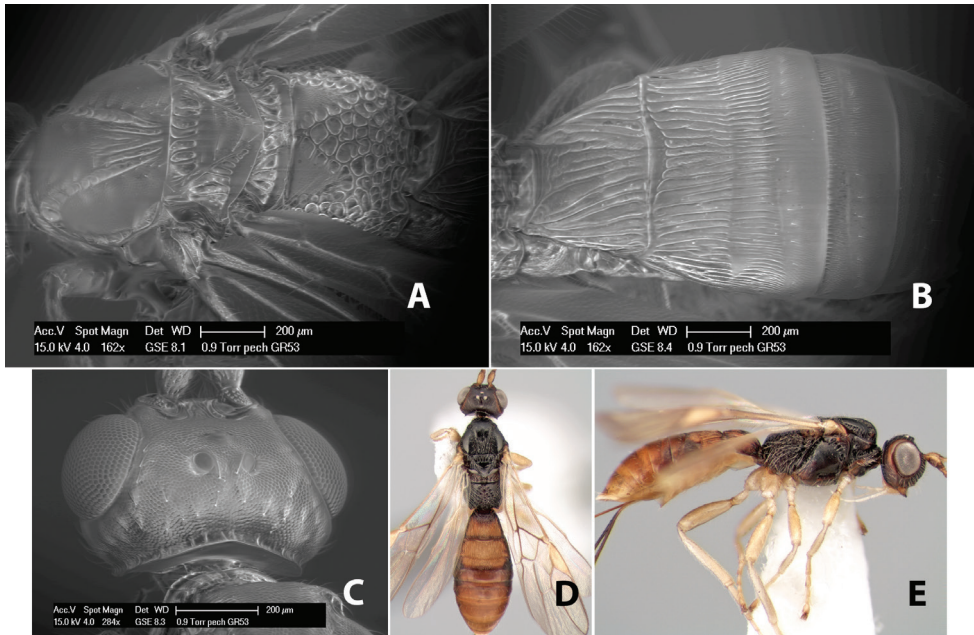 A
Acc.V Spot Magn Det WD 200 µm
15.0 kV 4.0 162x GSE 8.1 0.9 Torr pech GR53
B
Acc.V Spot Magn Det WD 200 µm
15.0 kV 4.0 162x GSE 8.4 0.9 Torr pech GR53
C
Acc.V Spot Magn Det WD 200 µm
15.0 kV 4.0 284x GSE 8.3 0.9 Torr pech GR53
D
E